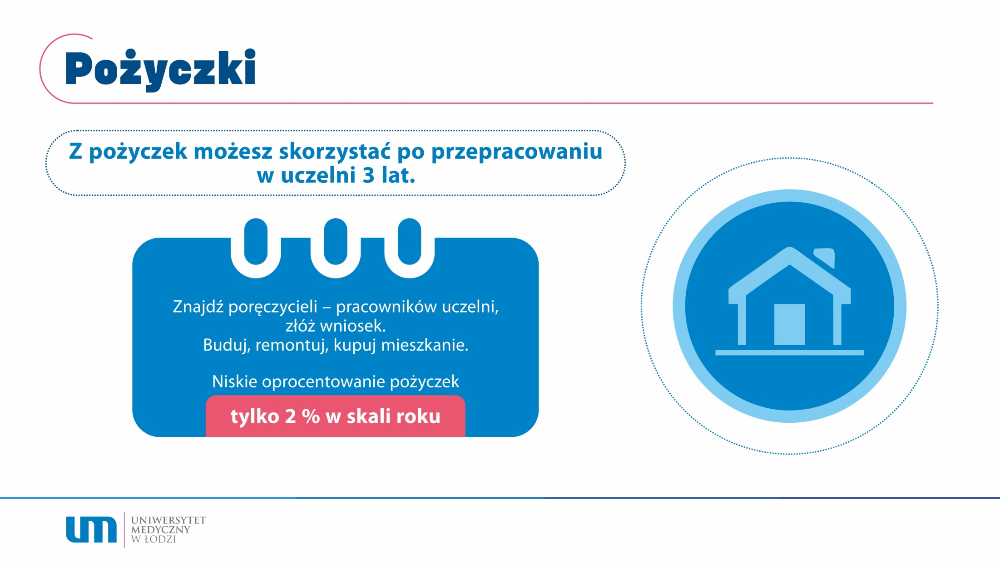 Pożyczki
Z pożyczek możesz skorzystać po przepracowaniu
w uczelni 3 lat.
Znajdź poręczycieli – pracowników uczelni,
złóż wniosek.
Buduj, remontuj, kupuj mieszkanie.
Niskie oprocentowanie pożyczek
tylko 2 % w skali roku
um
UNIWERSYTET
MEDYCZNY
W ŁODZI